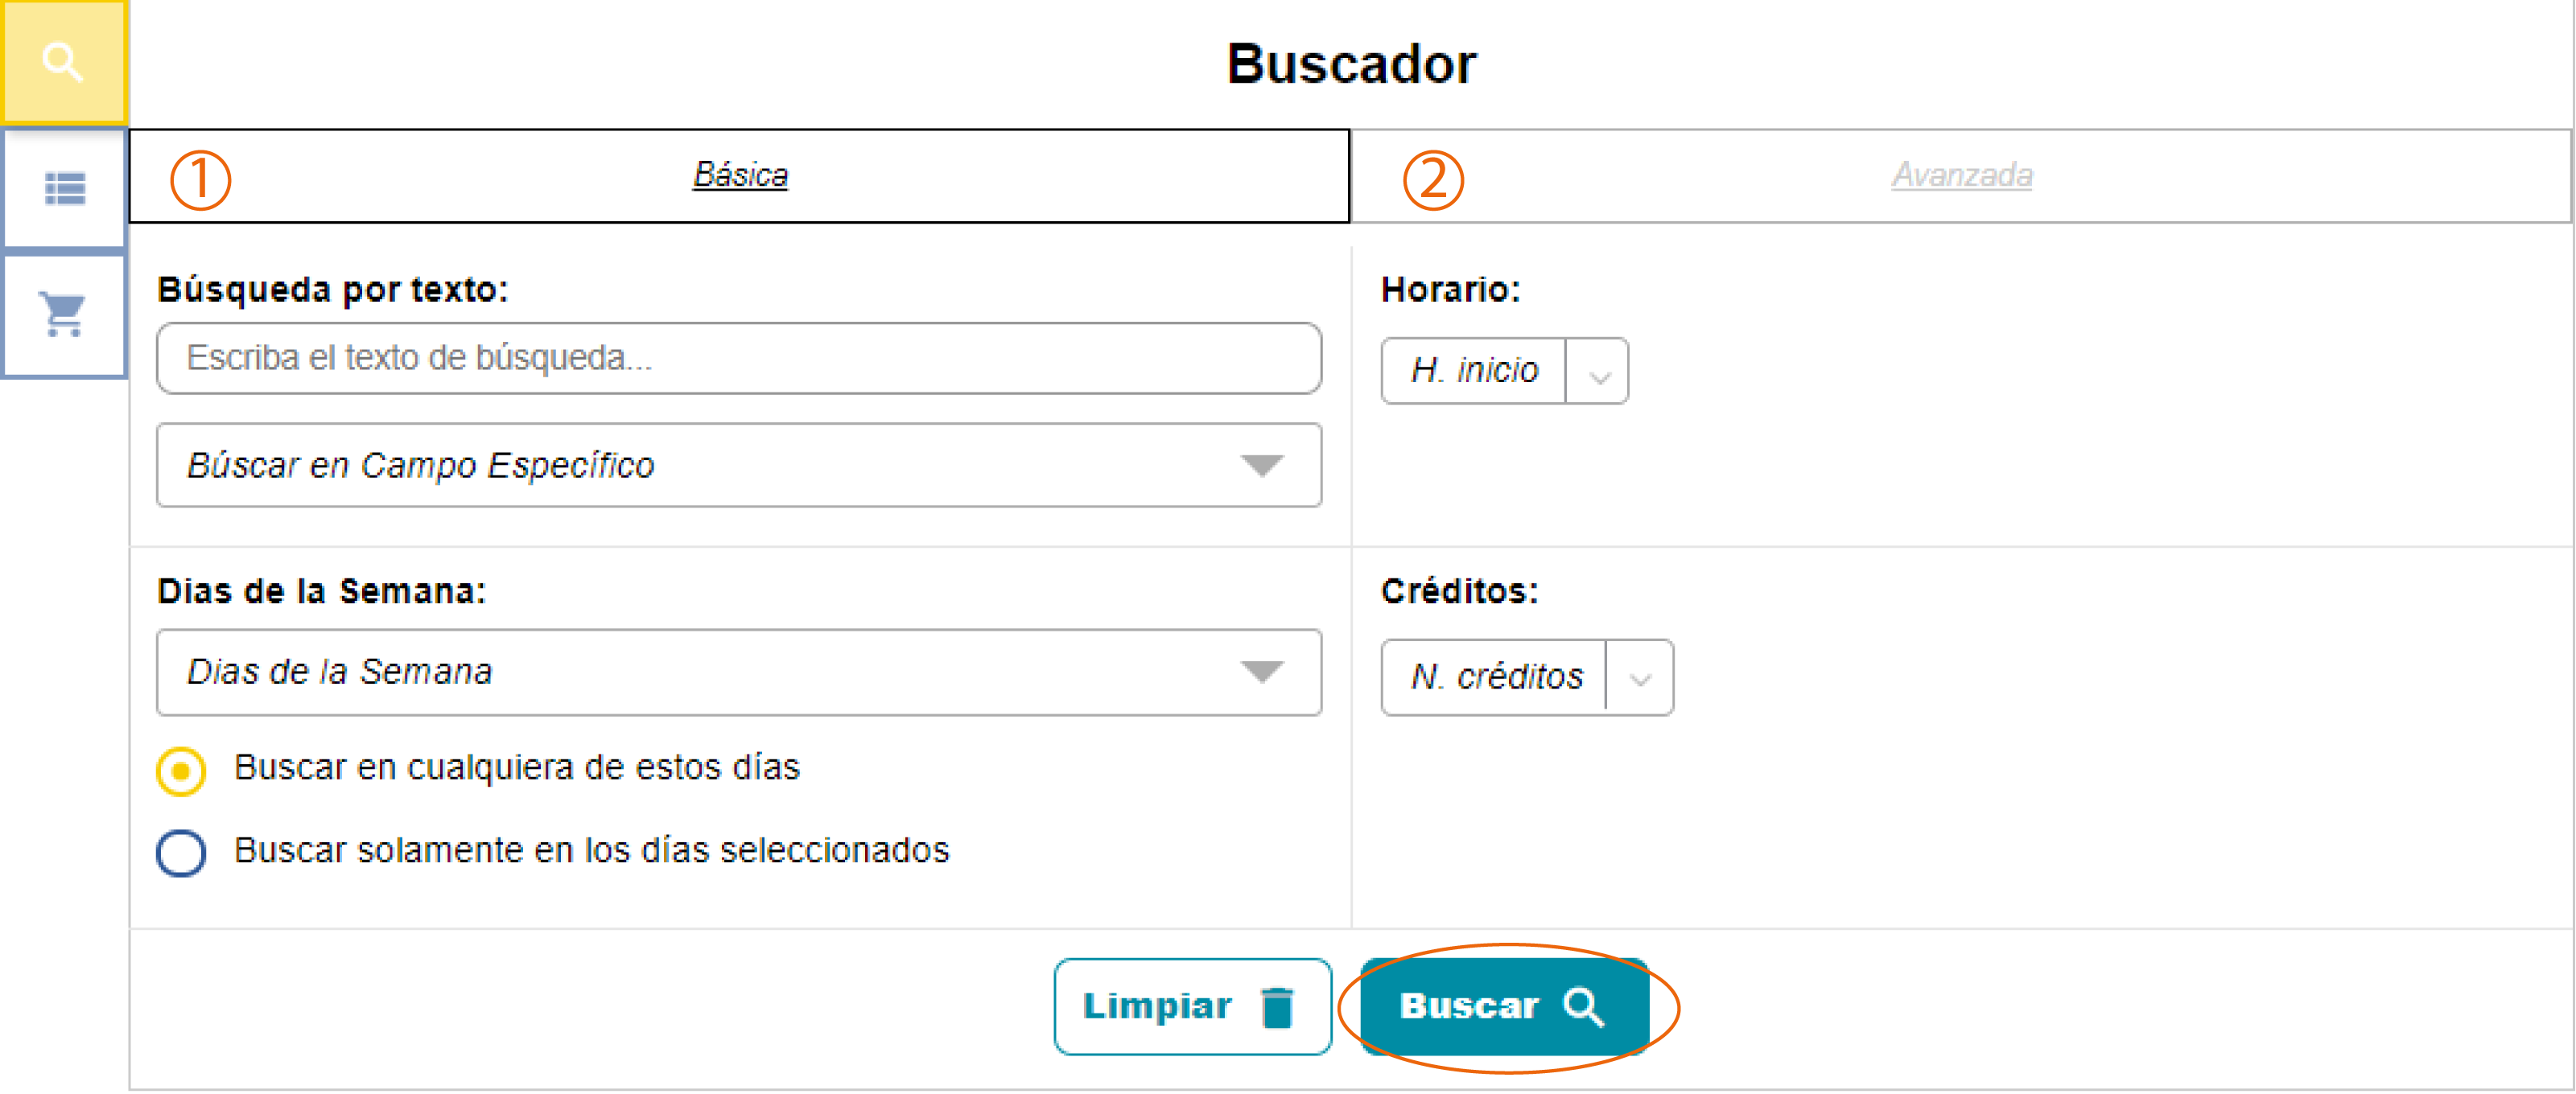 Buscador
① Básica
② Avanzada
Búsqueda por texto:
Escriba el texto de búsqueda...
Búscar en Campo Específico
Horario:
H. inicio
Dias de la Semana:
Dias de la Semana
Buscar en cualquiera de estos días
Buscar solamente en los días seleccionados
Créditos:
N. créditos
Limpiar
Buscar